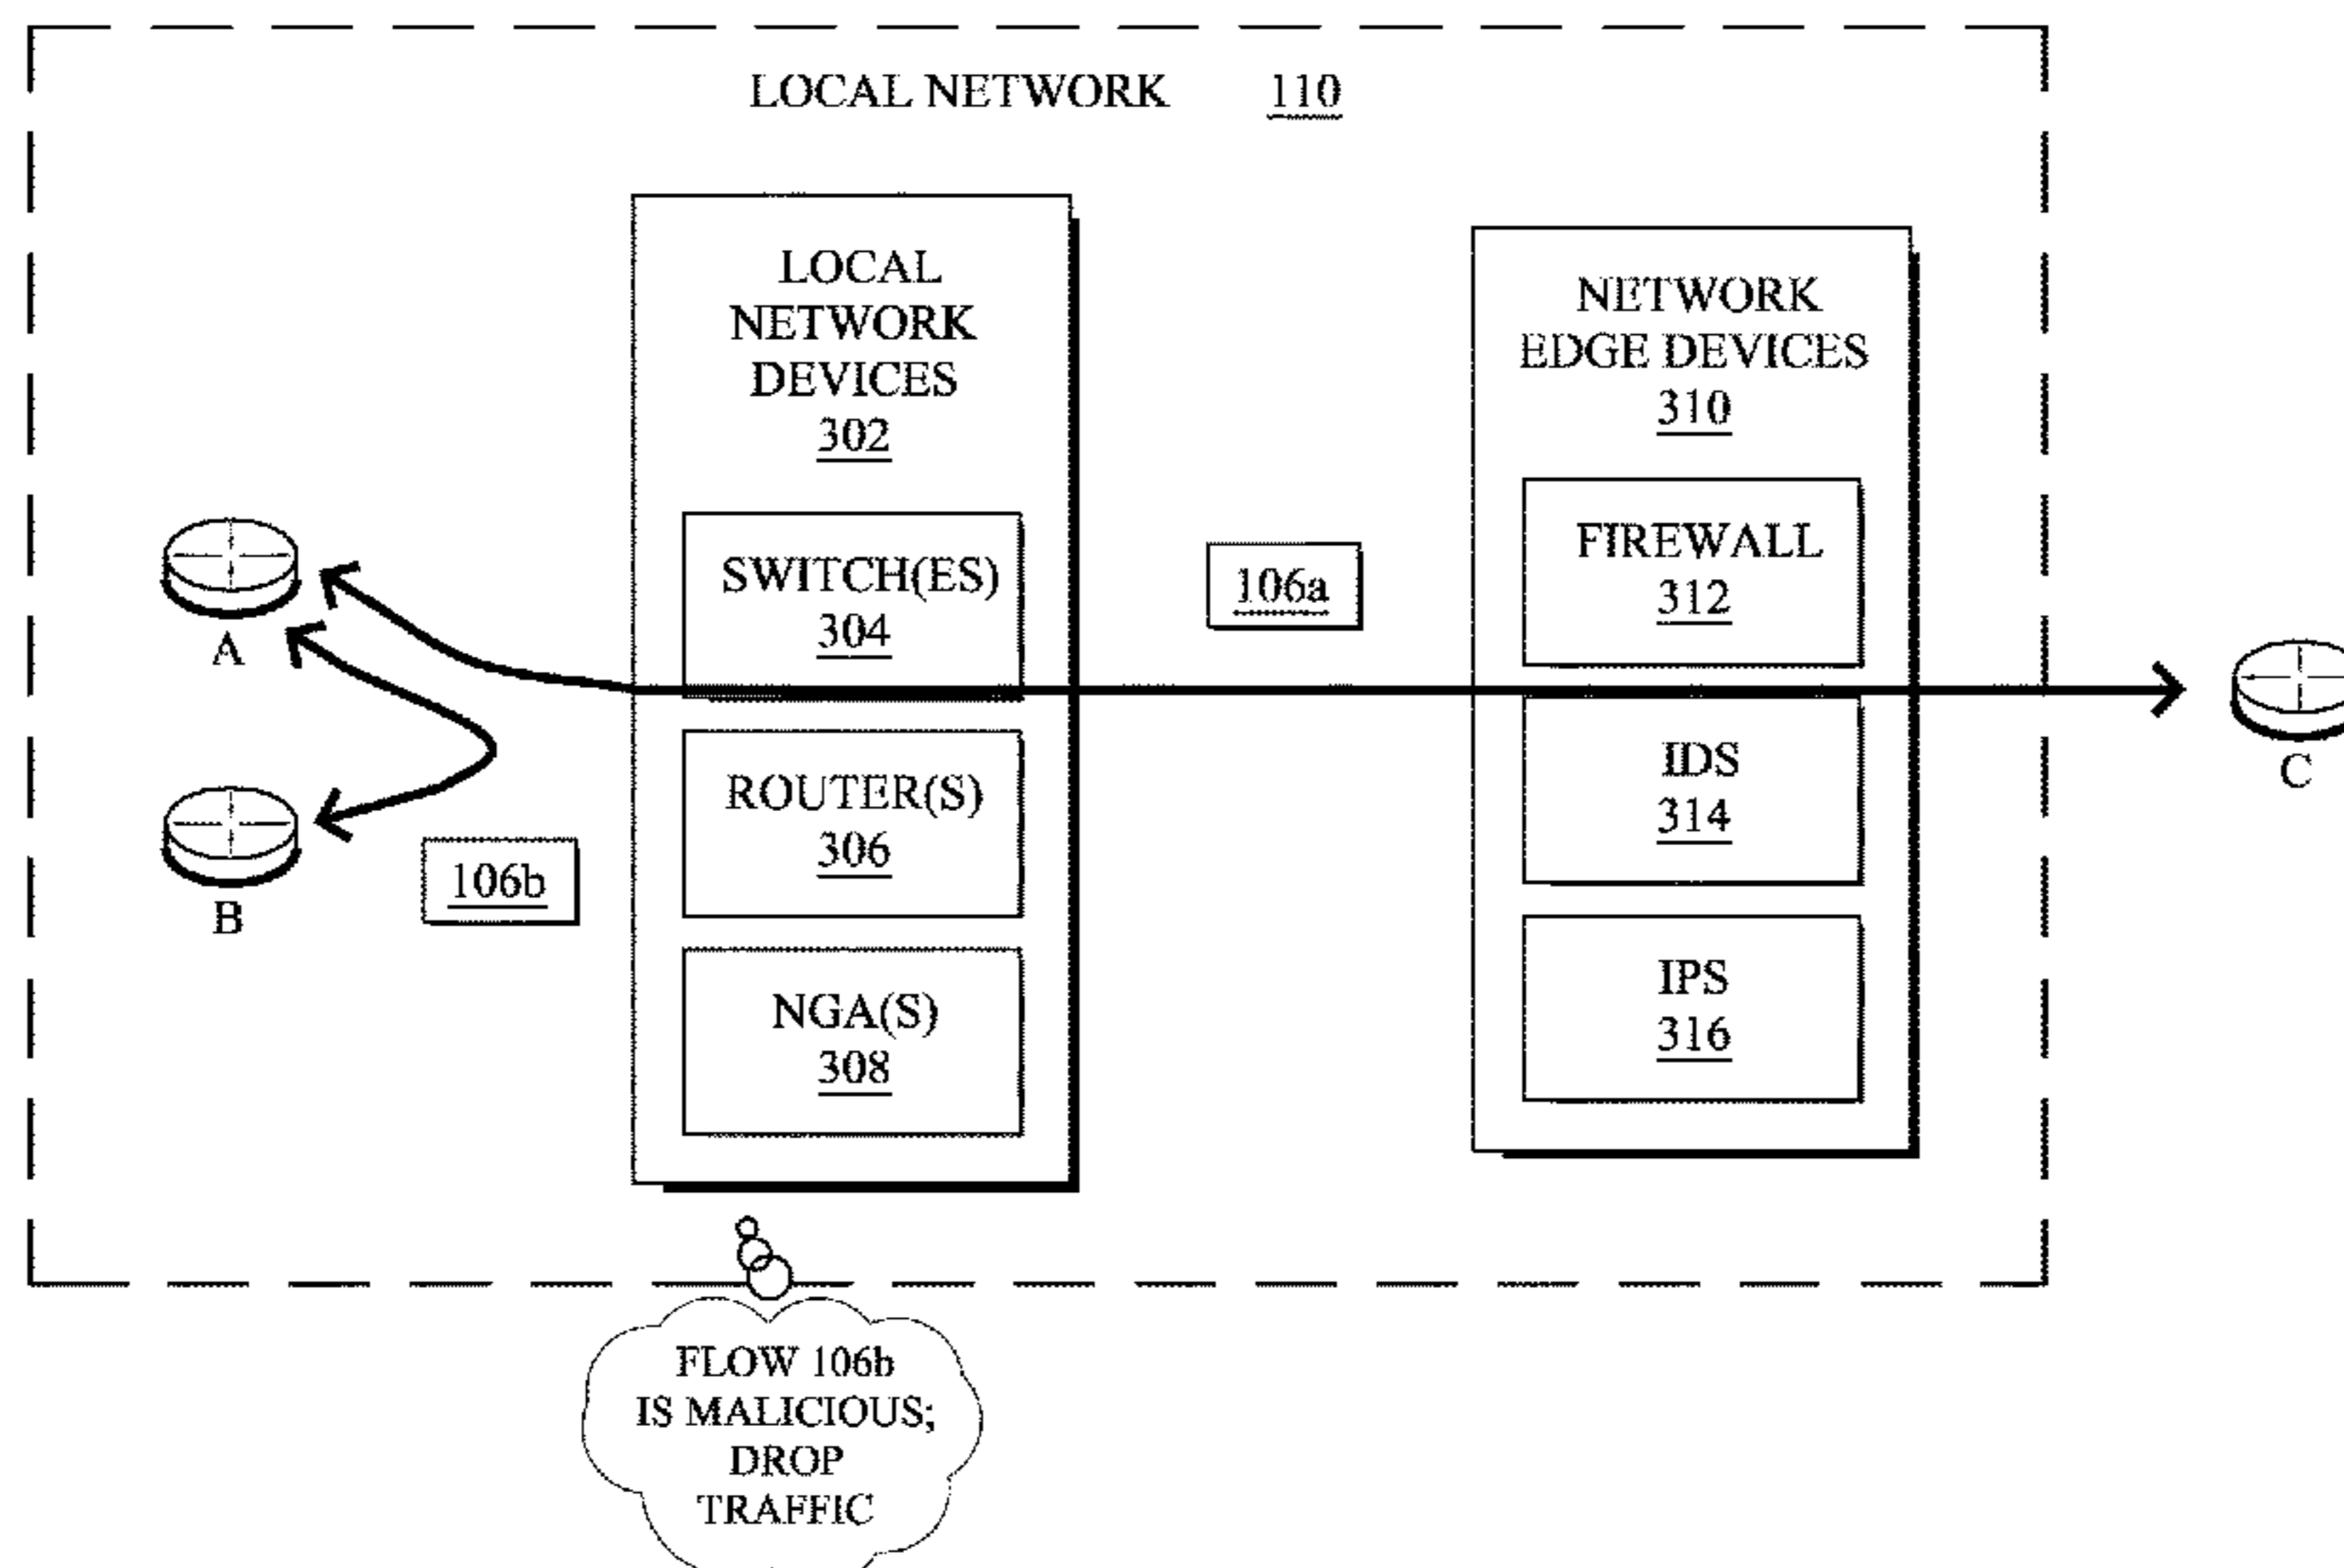 LOCAL NETWORK 110
LOCAL
NETWORK
DEVICES
302
SWITCH(ES)
304
ROUTER(S)
306
NGA(S)
308
NETWORK
EDGE DEVICES
310
FIREWALL
312
IDS
314
IPS
316
106a
A
B
106b
C
FLOW 106b
IS MALICIOUS;
DROP
TRAFFIC